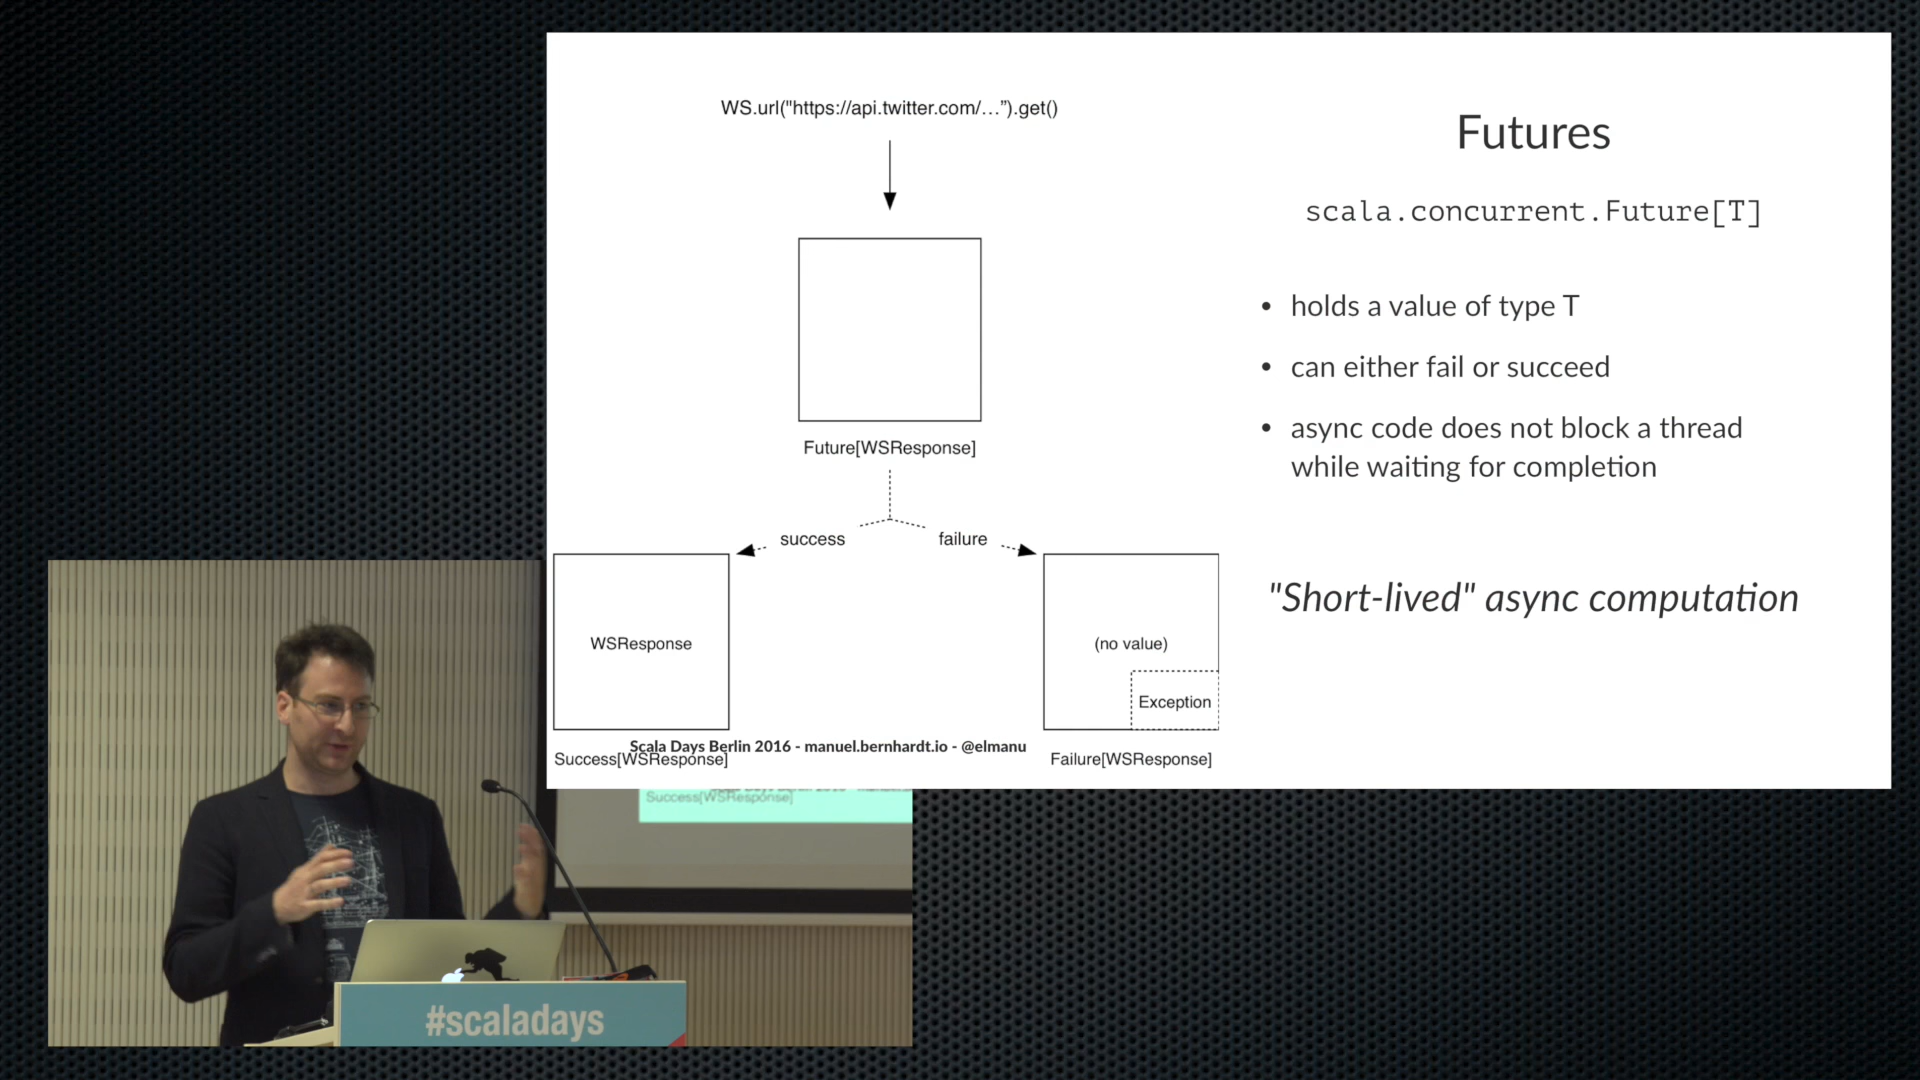 WS.url("https://api.twitter.com/…”).get()
Future[WSResponse]
success
failure
WSResponse
(no value)
Exception
Success[WSResponse]
Failure[WSResponse]
Scala Days Berlin 2016 - manuel.bernhardt.io - @elmanu
Futures
scala.concurrent.Future[T]
• holds a value of type T
• can either fail or succeed
• async code does not block a thread
while waiting for completion
"Short-lived" async computation
Success[WSResponse]
#scaladays